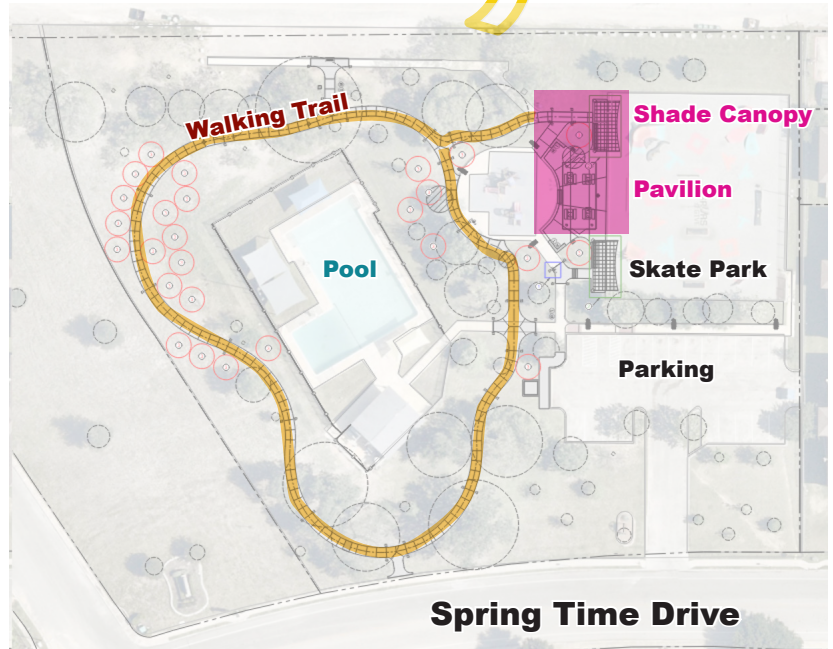 Walking Trail
Shade Canopy
Pavilion
Pool
Skate Park
Parking
Spring Time Drive